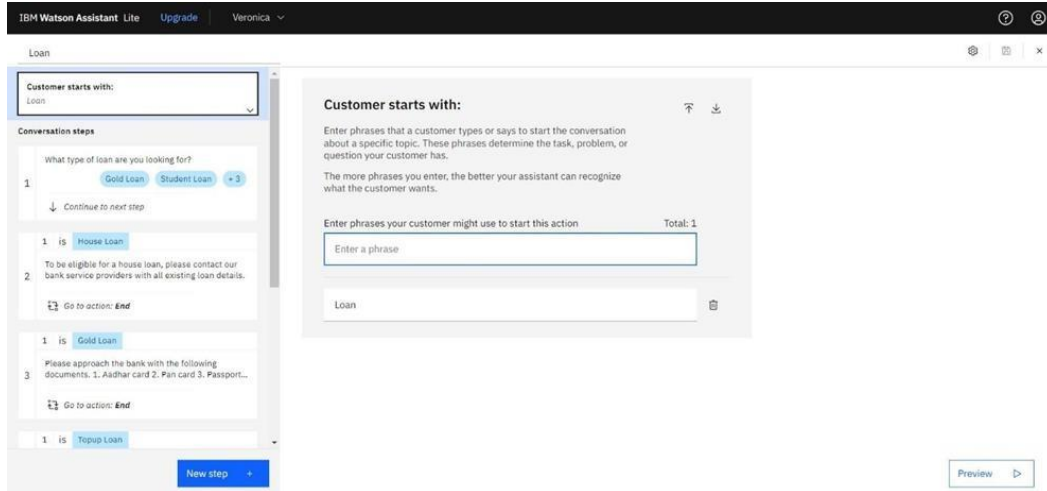 IBM Watson Assistant Lite Upgrade Veronica
Loan
Customer starts with:
Loan
Conversation steps
What type of loan are you looking for?
Gold Loan Student Loan + 3
1
Continue to next step
1 is House Loan
To be eligible for a house loan, please contact our
2 bank service providers with all existing loan details.
Go to action: End
1 is Gold Loan
Please approach the bank with the following
3 documents. 1. Aadhar card 2. Pan card 3. Passport...
Go to action: End
1 is Topup Loan
New step +
Customer starts with:
Enter phrases that a customer types or says to start the conversation
about a specific topic. These phrases determine the task, problem, or
question your customer has.
The more phrases you enter, the better your assistant can recognize
what the customer wants.
Enter phrases your customer might use to start this action Total: 1
Enter a phrase
Loan
Preview